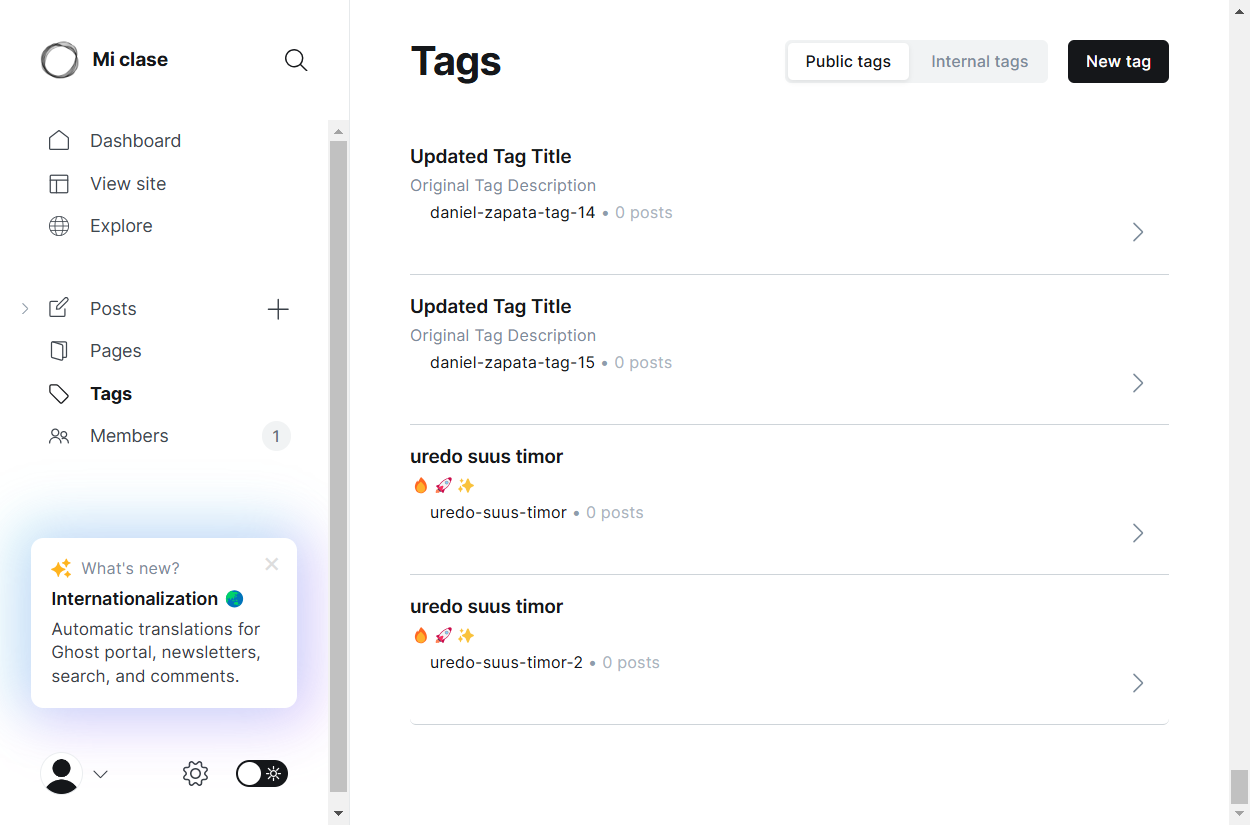 Mi clase
Dashboard
View site
Explore
Posts
Pages
Tags
Members
1
What's new?
Internationalization 🌏
Automatic translations for
Ghost portal, newsletters,
search, and comments.
Tags
Public tags
Internal tags
New tag
Updated Tag Title
Original Tag Description
daniel-zapata-tag-14 • 0 posts
Updated Tag Title
Original Tag Description
daniel-zapata-tag-15 • 0 posts
uredo suus timor
🔥🚀✨
uredo-suus-timor • 0 posts
uredo suus timor
🔥🚀✨
uredo-suus-timor-2 • 0 posts